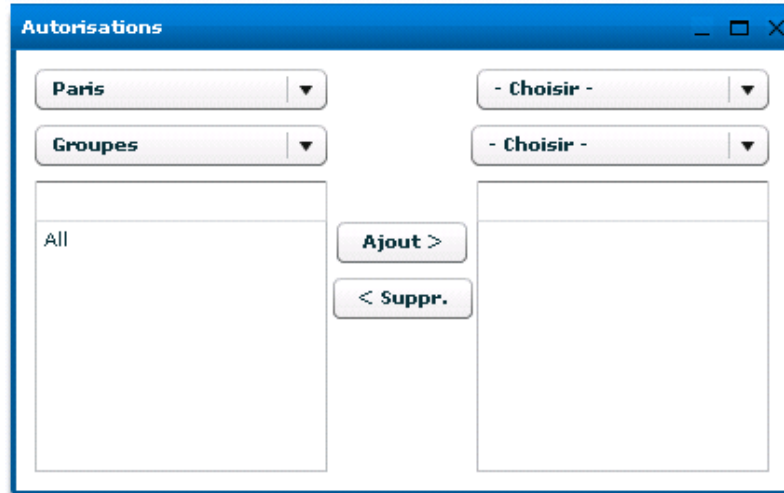 Autorisations
Paris
- Choisir -
Groupes
- Choisir -
All
Ajout >
< Suppr.